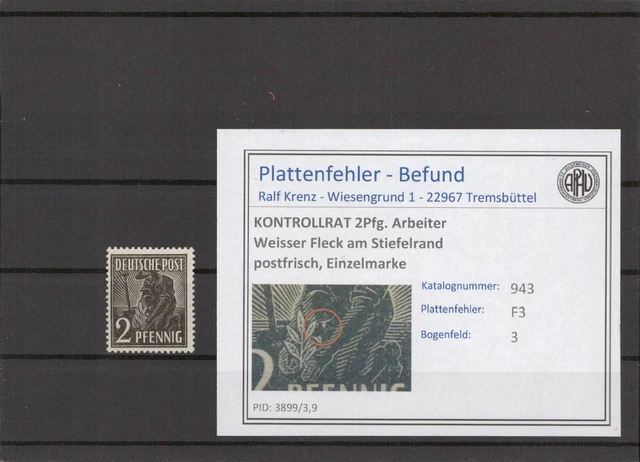 DEUTSCHE POST
2 PFENNIG
Plattenfehler - Befund
Ralf Krenz - Wiesengrund 1 - 22967 Tremsbüttel
APHV
KONTROLLRAT 2Pfg. Arbeiter
Weisser Fleck am Stiefelrand
postfrisch, Einzelmarke
Katalognummer: 943
Plattenfehler: F3
Bogenfeld: 3
2 PFENNIG
PID: 3899/3,9